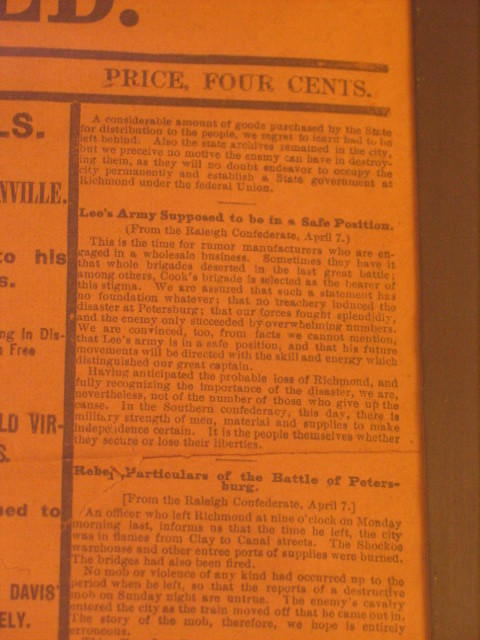 ED.
PRICE, FOUR CENTS.
LS.
NVILLE.
to his
S.
ng in Dis-
n Free
LD VIR-
S.
ped to
DAVIS'
ELY.
A considerable amount of goods purchased by the State
for distribution to the people, we regret to learn had to be
left behind. Also the state archives remained in the city,
but we preceive no motive the enemy can have in destroy-
ing them, as they will no doubt endeavor to occupy the
city permanently and establish a State government at
Richmond under the federal Union.
Lee's Army Supposed to be in a Safe Position.
(From the Raleigh Confederate, April 7.)
This is the time for rumor manufacturers who are en-
gaged in a wholesale business. Sometimes they have it
that whole brigades deserted in the last great battle;
among others, Cook's brigade is selected as the bearer of
this stigma. We are assured that such a statement has
no foundation whatever; that no treachery induced the
disaster at Petersburg; that our forces fought splendidly,
and the enemy only succeeded by overwhelming numbers.
We are convinced, too, from facts we cannot mention,
that Lee's army is in a safe position, and that his future
movements will be directed with the skill and energy which
distinguished our great captain.
Having anticipated the probable loss of Richmond, and
fully recognizing the importance of the disaster, we are,
nevertheless, not of the number of those who give up the
cause. In the Southern confederacy, this day, there is
military strength of men, material and supplies to make
independence certain. It is the people themselves whether
they secure or lose their liberties.
Rebel Particulars of the Battle of Peters-
burg.
[From the Raleigh Confederate, April 7.]
An officer who left Richmond at nine o'clock on Monday
morning last, informs us that the time he left, the city
was in flames from Clay to Canal streets. The Shockoe
warehouse and other entree ports of supplies were burned.
The bridges had also been fired.
No mob or violence of any kind had occurred up to the
period when he left, so that the reports of a destructive
mob on Sunday night are untrue. The enemy's cavalry
entered the city as the train moved off that he came out in.
The story of the mob, therefore, we hope is entirely
erroneous.